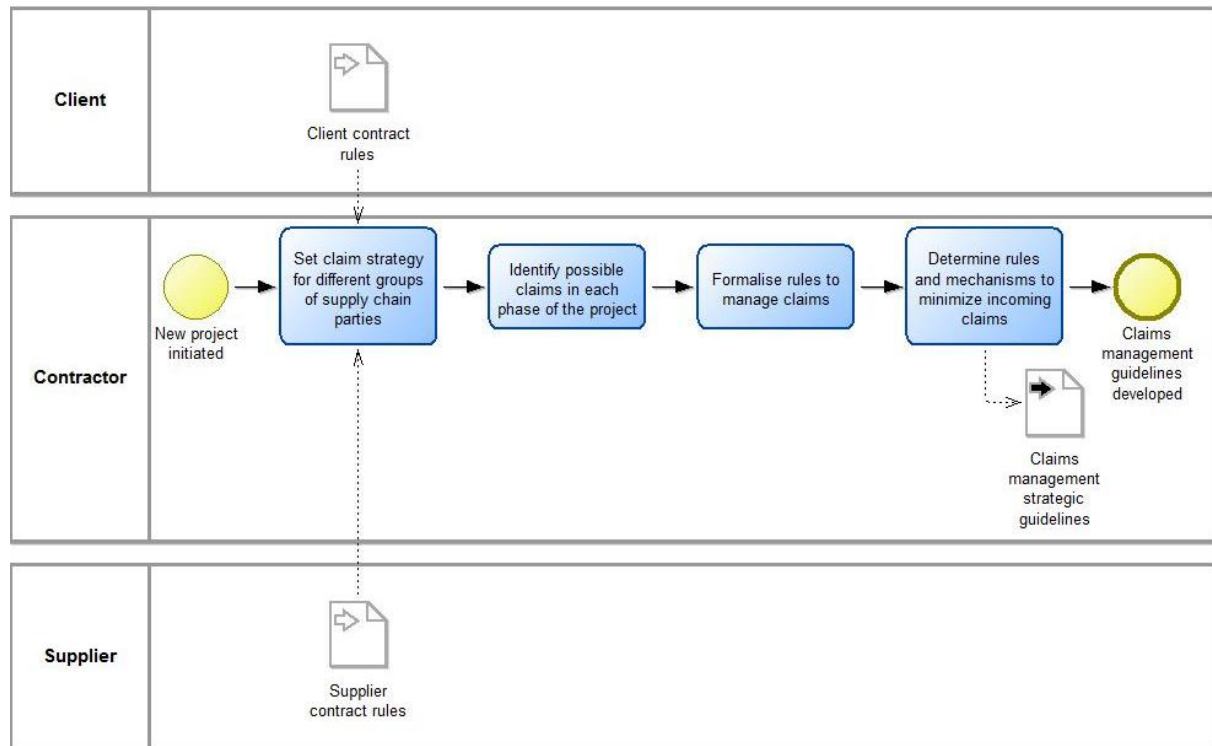 Client
Client contract
rules
Contractor
New project
initiated
Set claim strategy
for different groups
of supply chain
parties
Identify possible
claims in each
phase of the project
Formalise rules to
manage claims
Determine rules
and mechanisms to
minimize incoming
claims
Claims
management
guidelines
developed
Claims
management
strategic
guidelines
Supplier
Supplier
contract rules